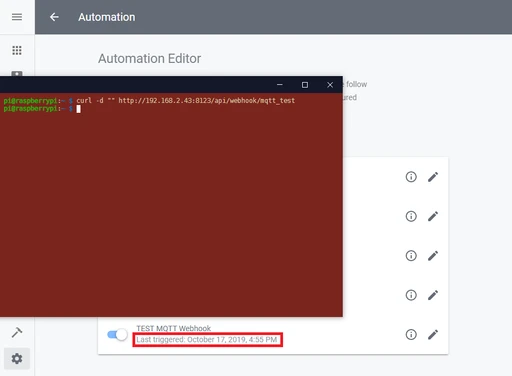 Automation
Automation Editor
e follow
ured
pi@raspberrypi:~ $ curl -d "" http://192.168.2.43:8123/api/webhook/mqtt_test
pi@raspberrypi:~ $
TEST MQTT Webhook
Last triggered: October 17, 2019, 4:55 PM